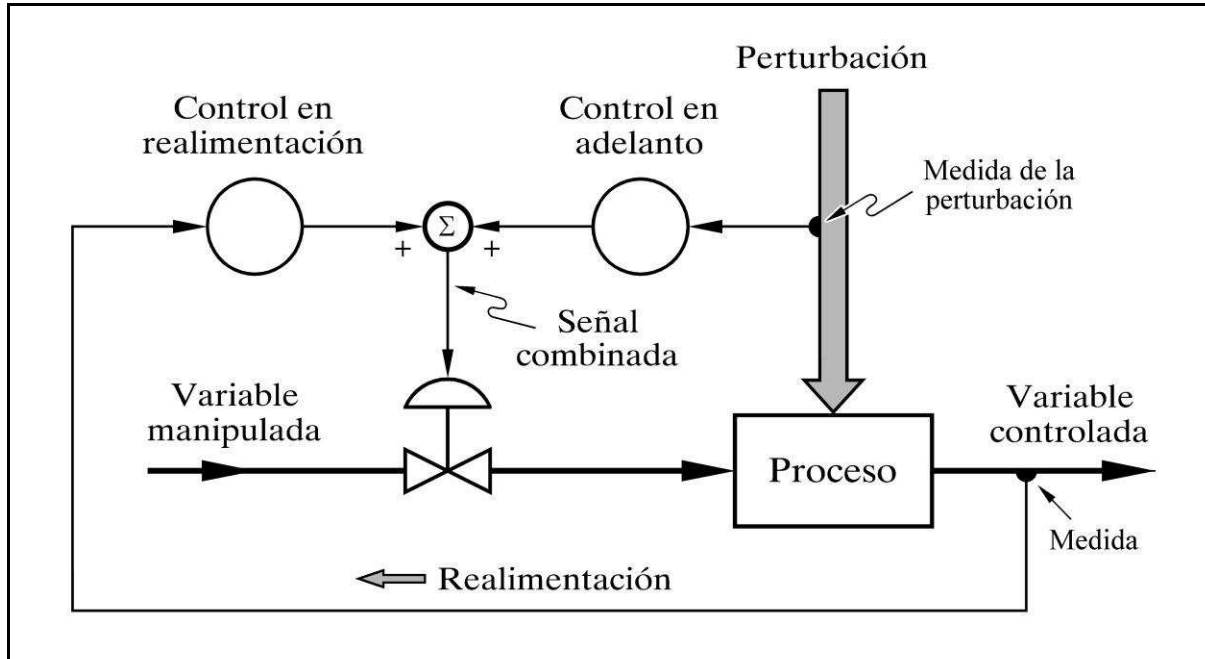 Perturbación
Control en
realimentación
Control en
adelanto
Medida de la
perturbación
Σ
+
+
Señal
combinada
Variable
manipulada
Proceso
Variable
controlada
Medida
Realimentación